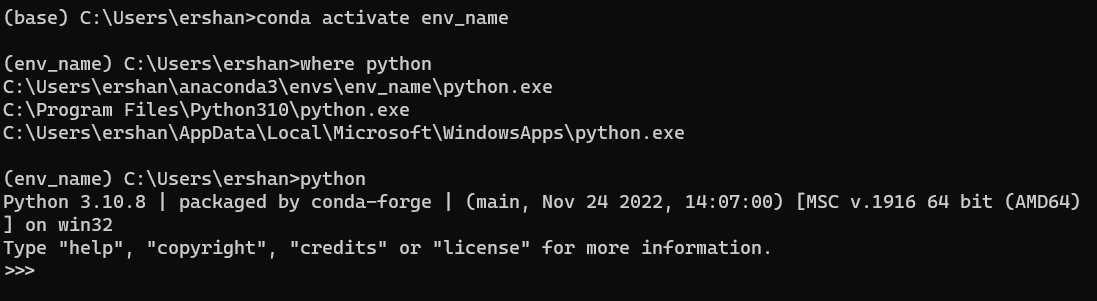 (base) C:\Users\ershan>conda activate env_name
(env_name) C:\Users\ershan>where python
C:\Users\ershan\anaconda3\envs\env_name\python.exe
C:\Program Files\Python310\python.exe
C:\Users\ershan\AppData\Local\Microsoft\WindowsApps\python.exe
(env_name) C:\Users\ershan>python
Python 3.10.8 | packaged by conda-forge | (main, Nov 24 2022, 14:07:00) [MSC v.1916 64 bit (AMD64)
] on win32
Type "help", "copyright", "credits" or "license" for more information.
>>>